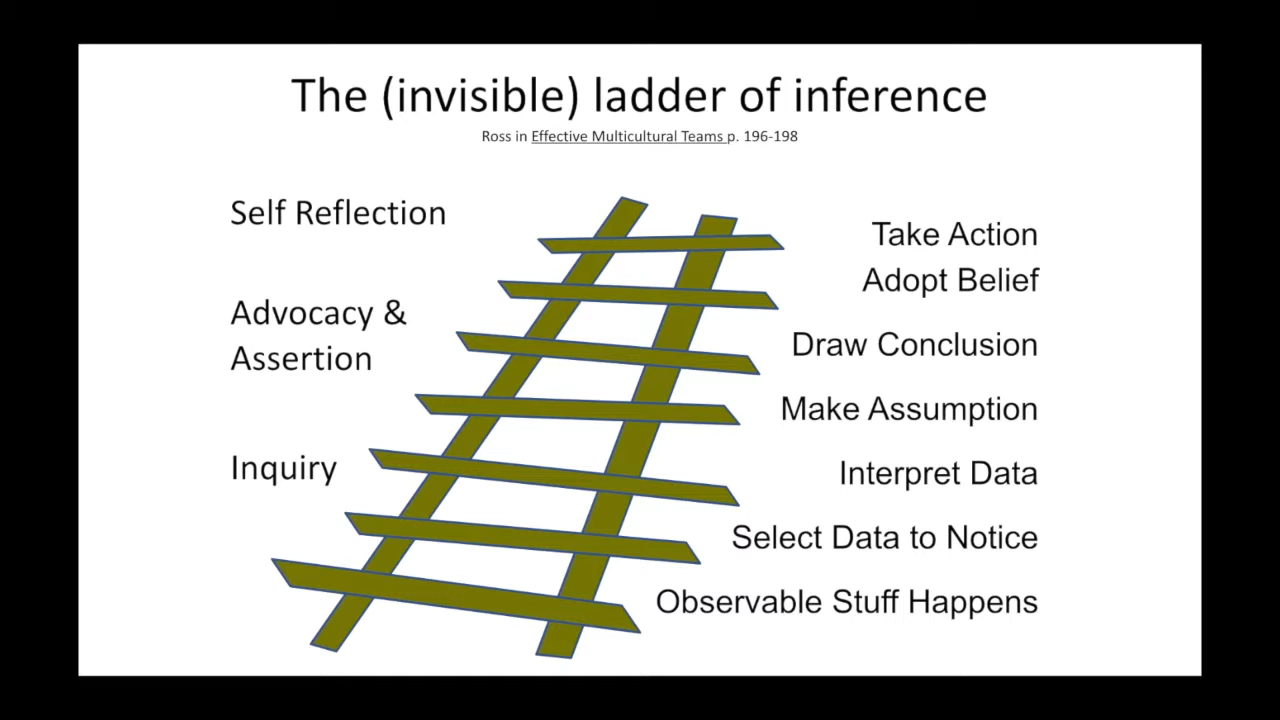 The (invisible) ladder of inference
Ross in Effective Multicultural Teams p. 196-198
Self Reflection
Advocacy &
Assertion
Inquiry
Take Action
Adopt Belief
Draw Conclusion
Make Assumption
Interpret Data
Select Data to Notice
Observable Stuff Happens